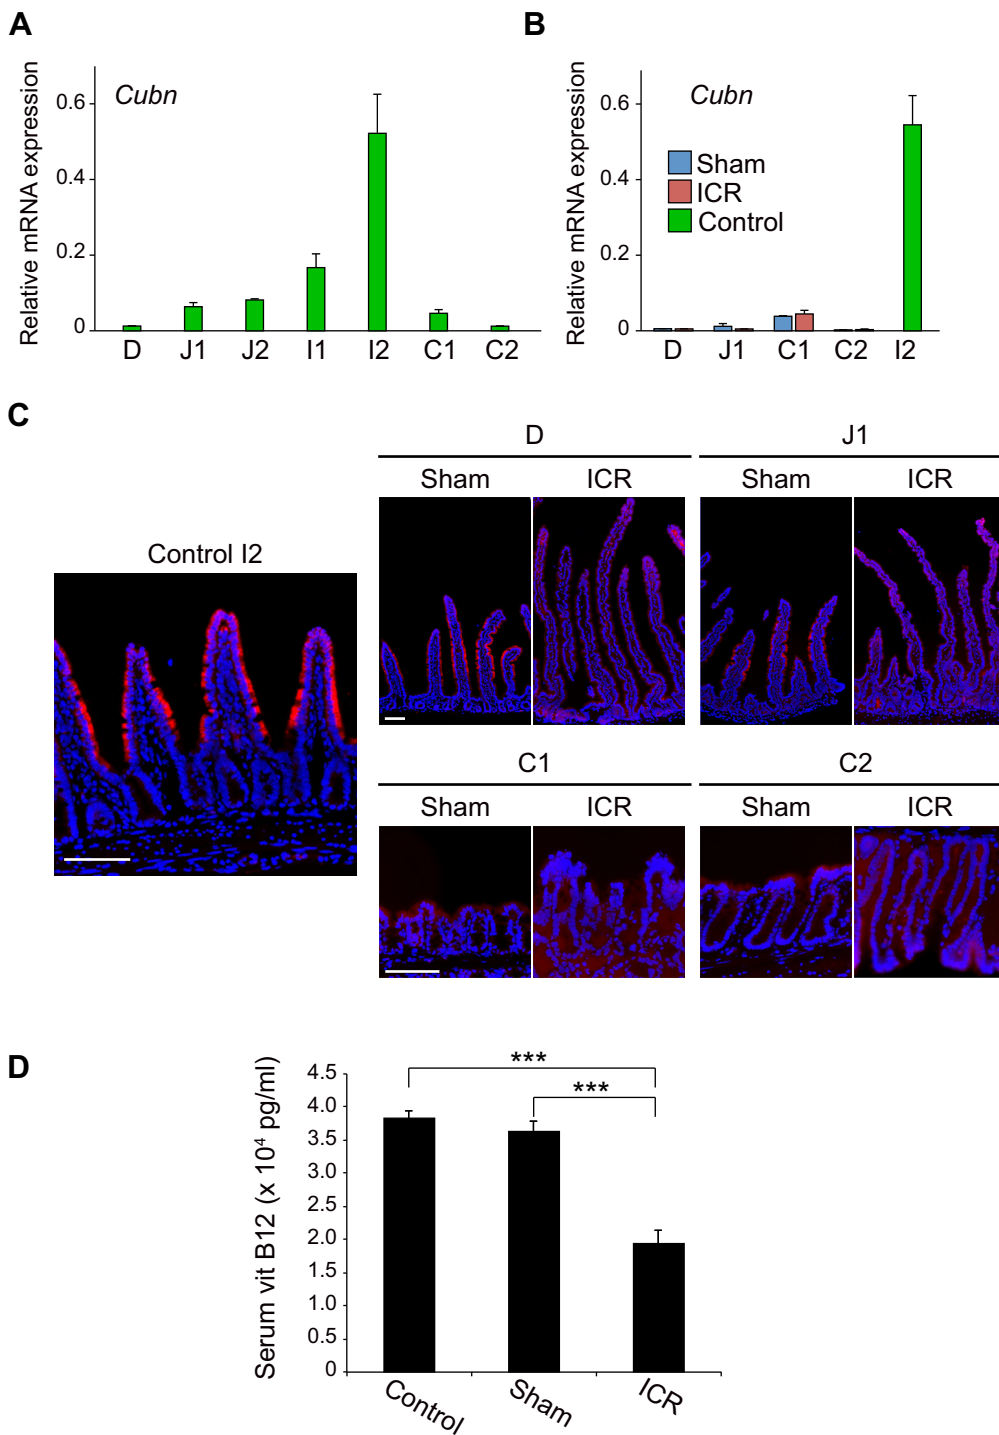 A
Relative mRNA expression
Cubn
0.6
0.4
0.2
0
D J1 J2 I1 I2 C1 C2
B
Relative mRNA expression
Cubn
0.6
0.4
0.2
0
Sham
ICR
Control
D J1 C1 C2 I2
C
Control I2
D J1
Sham ICR Sham ICR
C1 C2
Sham ICR Sham ICR
D
Serum vit B12 (x 10⁴ pg/ml)
4.5
4.0
3.5
3.0
2.5
2.0
1.5
1.0
0.5
0
***
***
Control Sham ICR